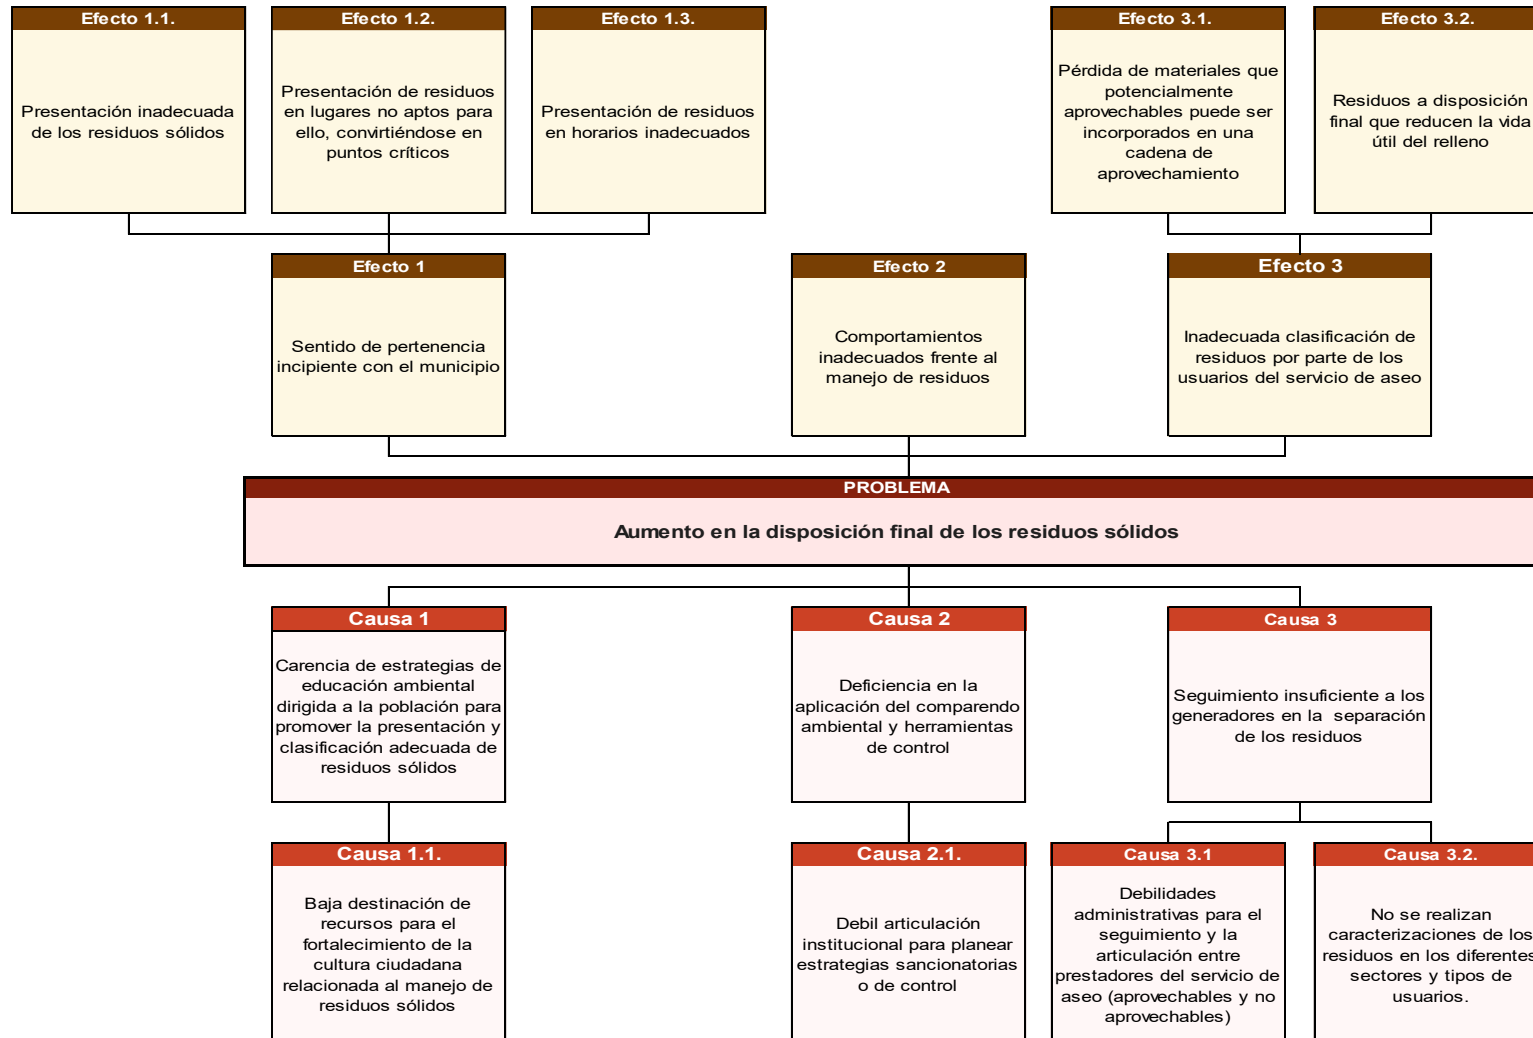 Efecto 1.1.
Presentación inadecuada
de los residuos sólidos
Efecto 1.2.
Presentación de residuos
en lugares no aptos para
ello, convirtiéndose en
puntos críticos
Efecto 1.3.
Presentación de residuos
en horarios inadecuados
Efecto 3.1.
Pérdida de materiales que
potencialmente
aprovechables puede ser
incorporados en una
cadena de
aprovechamiento
Efecto 3.2.
Residuos a disposición
final que reducen la vida
útil del relleno
Efecto 1
Sentido de pertenencia
incipiente con el municipio
Efecto 2
Comportamientos
inadecuados frente al
manejo de residuos
Efecto 3
Inadecuada clasificación de
residuos por parte de los
usuarios del servicio de aseo
PROBLEMA
Aumento en la disposición final de los residuos sólidos
Causa 1
Carencia de estrategias de
educación ambiental
dirigida a la población para
promover la presentación y
clasificación adecuada de
residuos sólidos
Causa 2
Deficiencia en la
aplicación del comparendo
ambiental y herramientas
de control
Causa 3
Seguimiento insuficiente a los
generadores en la separación
de los residuos
Causa 1.1.
Baja destinación de
recursos para el
fortalecimiento de la
cultura ciudadana
relacionada al manejo de
residuos sólidos
Causa 2.1.
Debil articulación
institucional para planear
estrategias sancionatorias
o de control
Causa 3.1
Debilidades
administrativas para el
seguimiento y la
articulación entre
prestadores del servicio de
aseo (aprovechables y no
aprovechables)
Causa 3.2.
No se realizan
caracterizaciones de los
residuos en los diferentes
sectores y tipos de
usuarios.